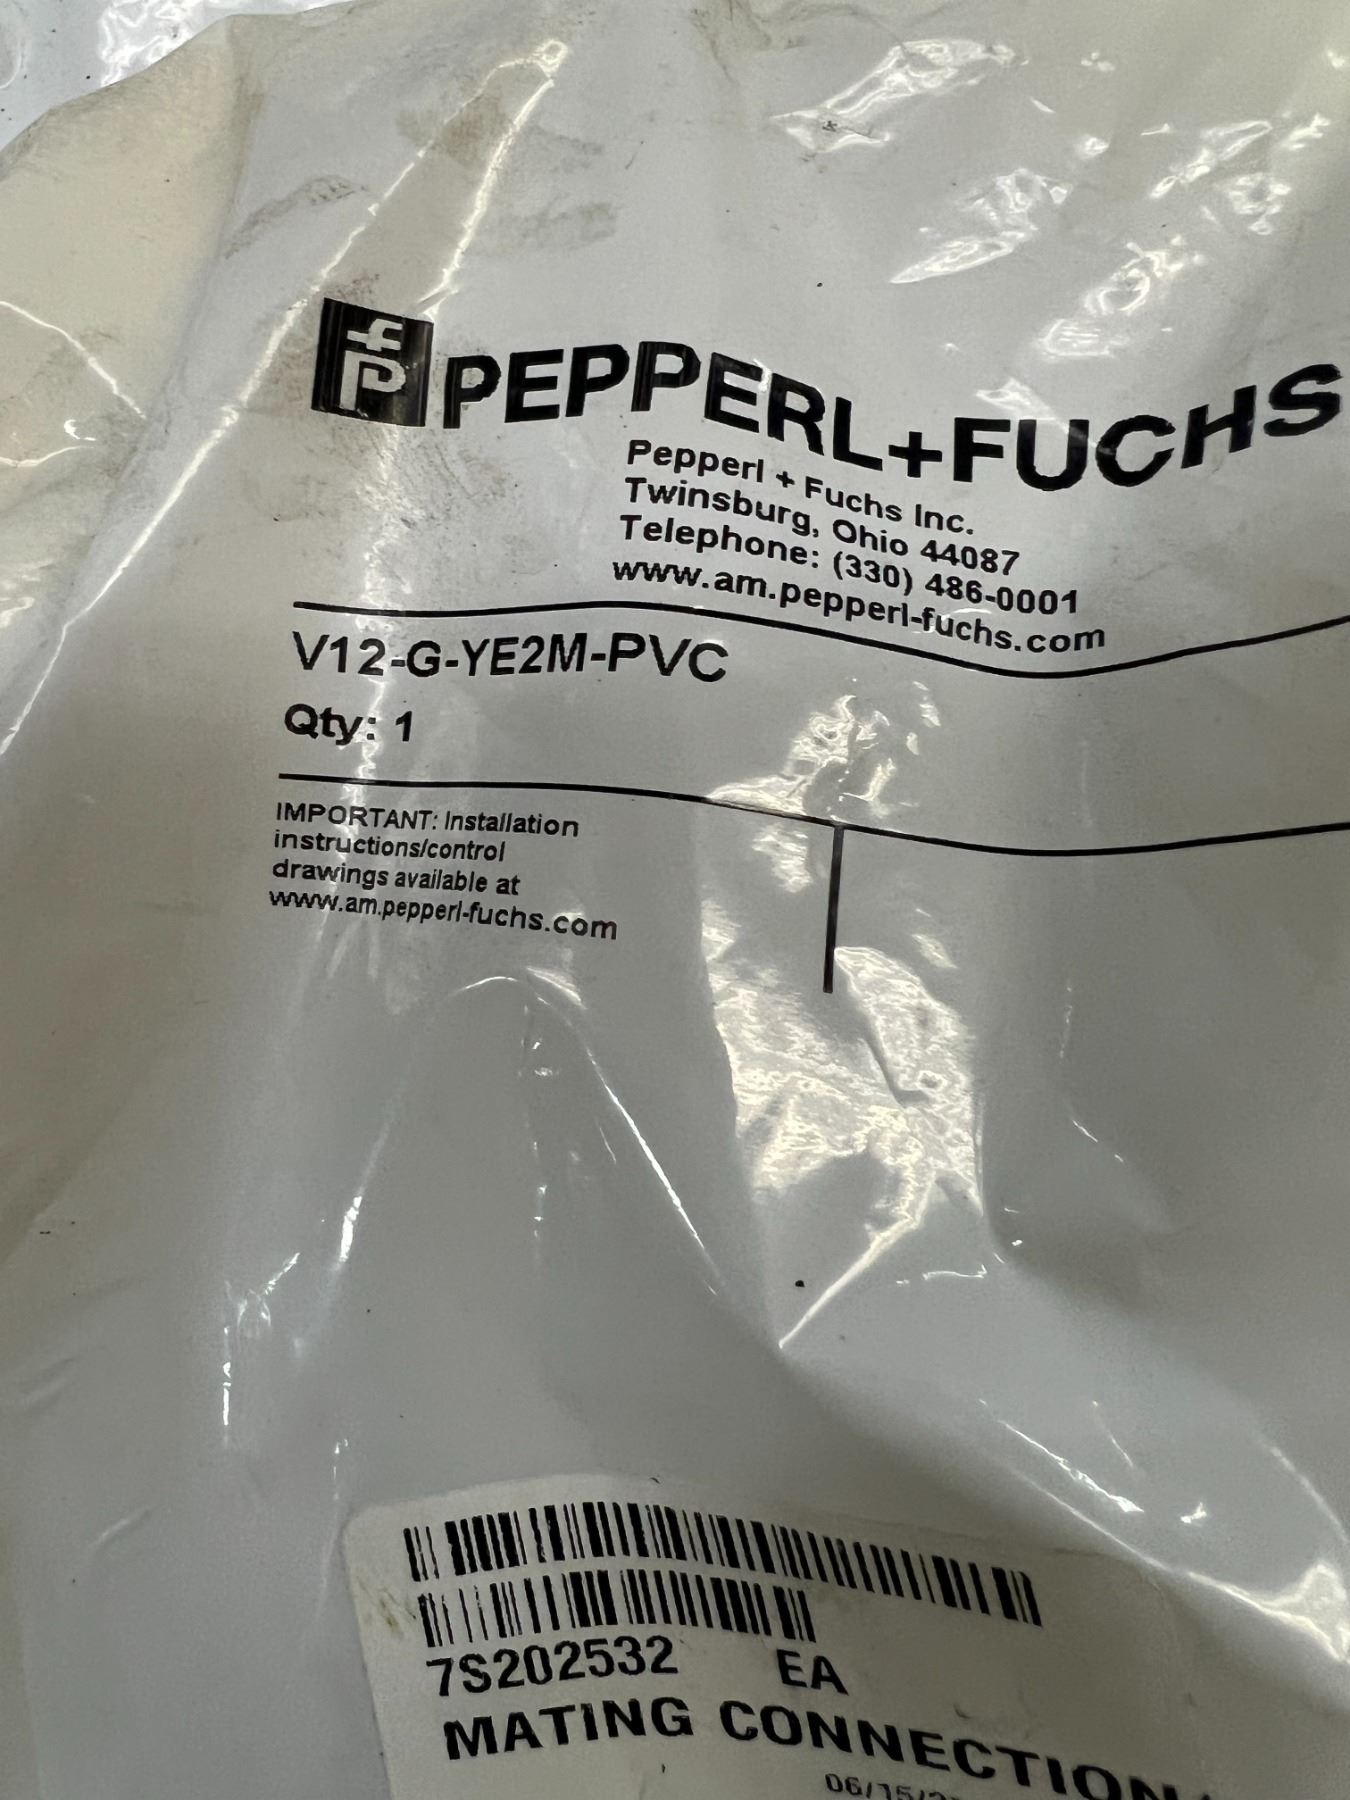 PEPPERL+FUCHS
Pepperl + Fuchs Inc.
Twinsburg, Ohio 44087
Telephone: (330) 486-0001
www.am.pepperl-fuchs.com
V12-G-YE2M-PVC
Qty: 1
IMPORTANT: Installation
instructions/control
drawings available at
www.am.pepperl-fuchs.com
7S202532 EA
MATING CONNECTION